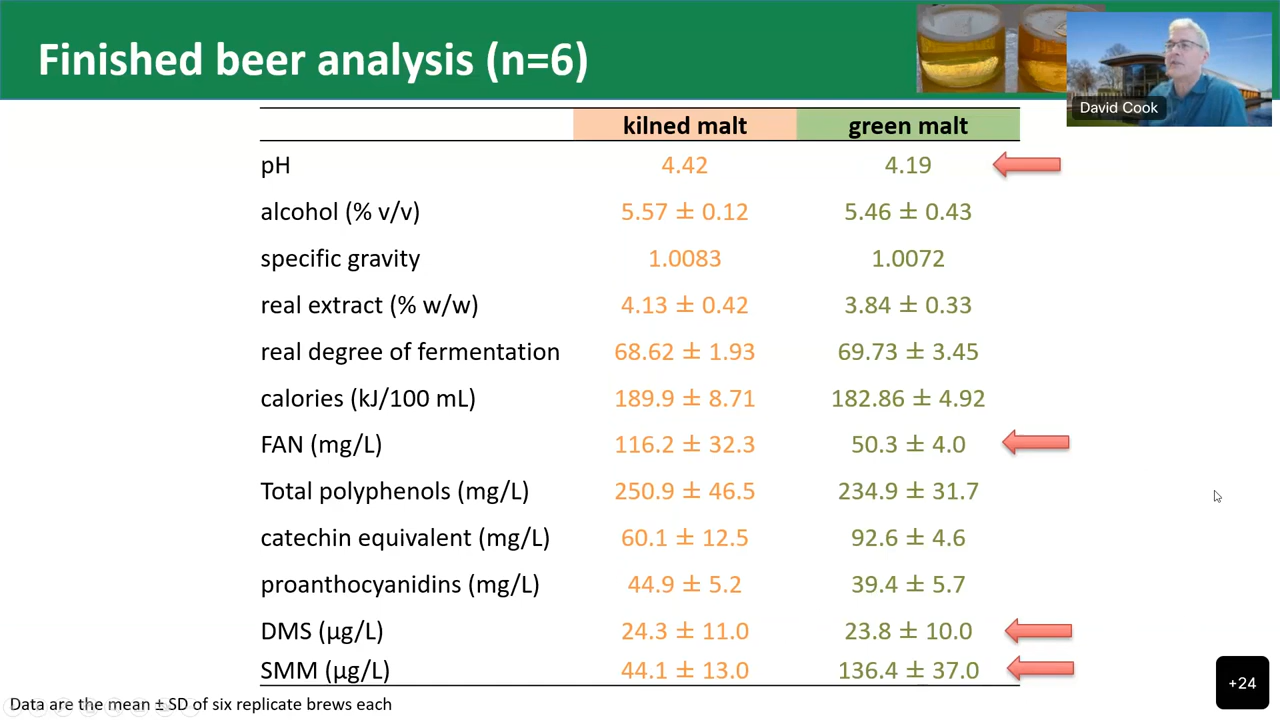 Finished beer analysis (n=6)
David Cook
kilned malt green malt
pH 4.42 4.19
alcohol (% v/v) 5.57 ± 0.12 5.46 ± 0.43
specific gravity 1.0083 1.0072
real extract (% w/w) 4.13 ± 0.42 3.84 ± 0.33
real degree of fermentation 68.62 ± 1.93 69.73 ± 3.45
calories (kJ/100 mL) 189.9 ± 8.71 182.86 ± 4.92
FAN (mg/L) 116.2 ± 32.3 50.3 ± 4.0
Total polyphenols (mg/L) 250.9 ± 46.5 234.9 ± 31.7
catechin equivalent (mg/L) 60.1 ± 12.5 92.6 ± 4.6
proanthocyanidins (mg/L) 44.9 ± 5.2 39.4 ± 5.7
DMS (µg/L) 24.3 ± 11.0 23.8 ± 10.0
SMM (µg/L) 44.1 ± 13.0 136.4 ± 37.0
+24
Data are the mean ± SD of six replicate brews each